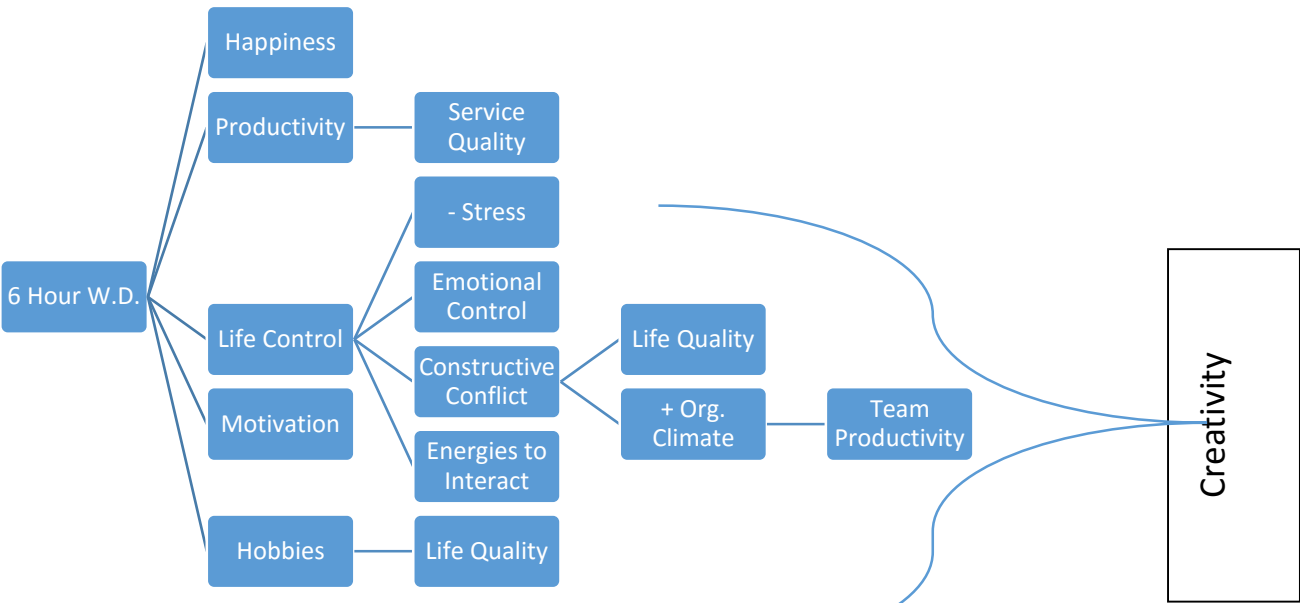 Happiness
Productivity
Service
Quality
- Stress
6 Hour W.D.
Emotional
Control
Life Control
Life Quality
Constructive
Conflict
Motivation
+ Org.
Climate
Team
Productivity
Energies to
Interact
Hobbies
Life Quality
Creativity